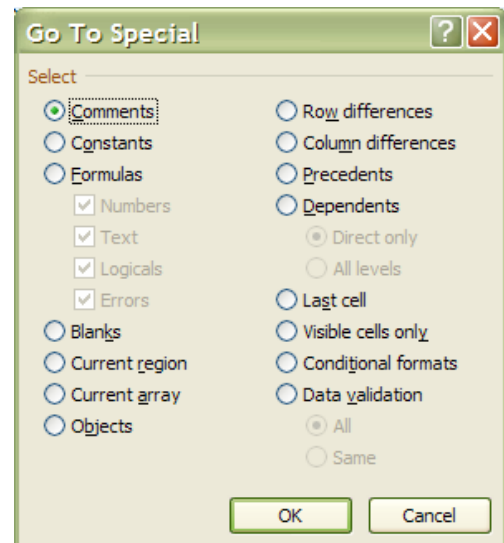 Go To Special
?
Select
Comments
Constants
Formulas
Numbers
Text
Logicals
Errors
Blanks
Current region
Current array
Objects
Row differences
Column differences
Precedents
Dependents
Direct only
All levels
Last cell
Visible cells only
Conditional formats
Data validation
All
Same
OK
Cancel